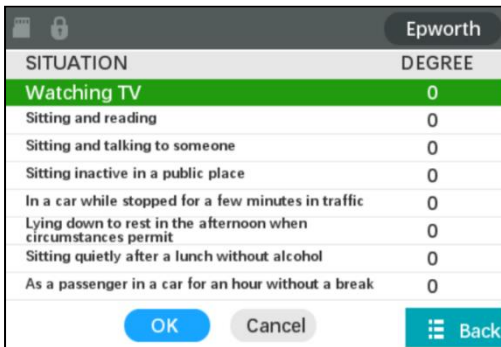 Epworth
SITUATION DEGREE
Watching TV 0
Sitting and reading 0
Sitting and talking to someone 0
Sitting inactive in a public place 0
In a car while stopped for a few minutes in traffic 0
Lying down to rest in the afternoon when
circumstances permit 0
Sitting quietly after a lunch without alcohol 0
As a passenger in a car for an hour without a break 0
OK Cancel Back